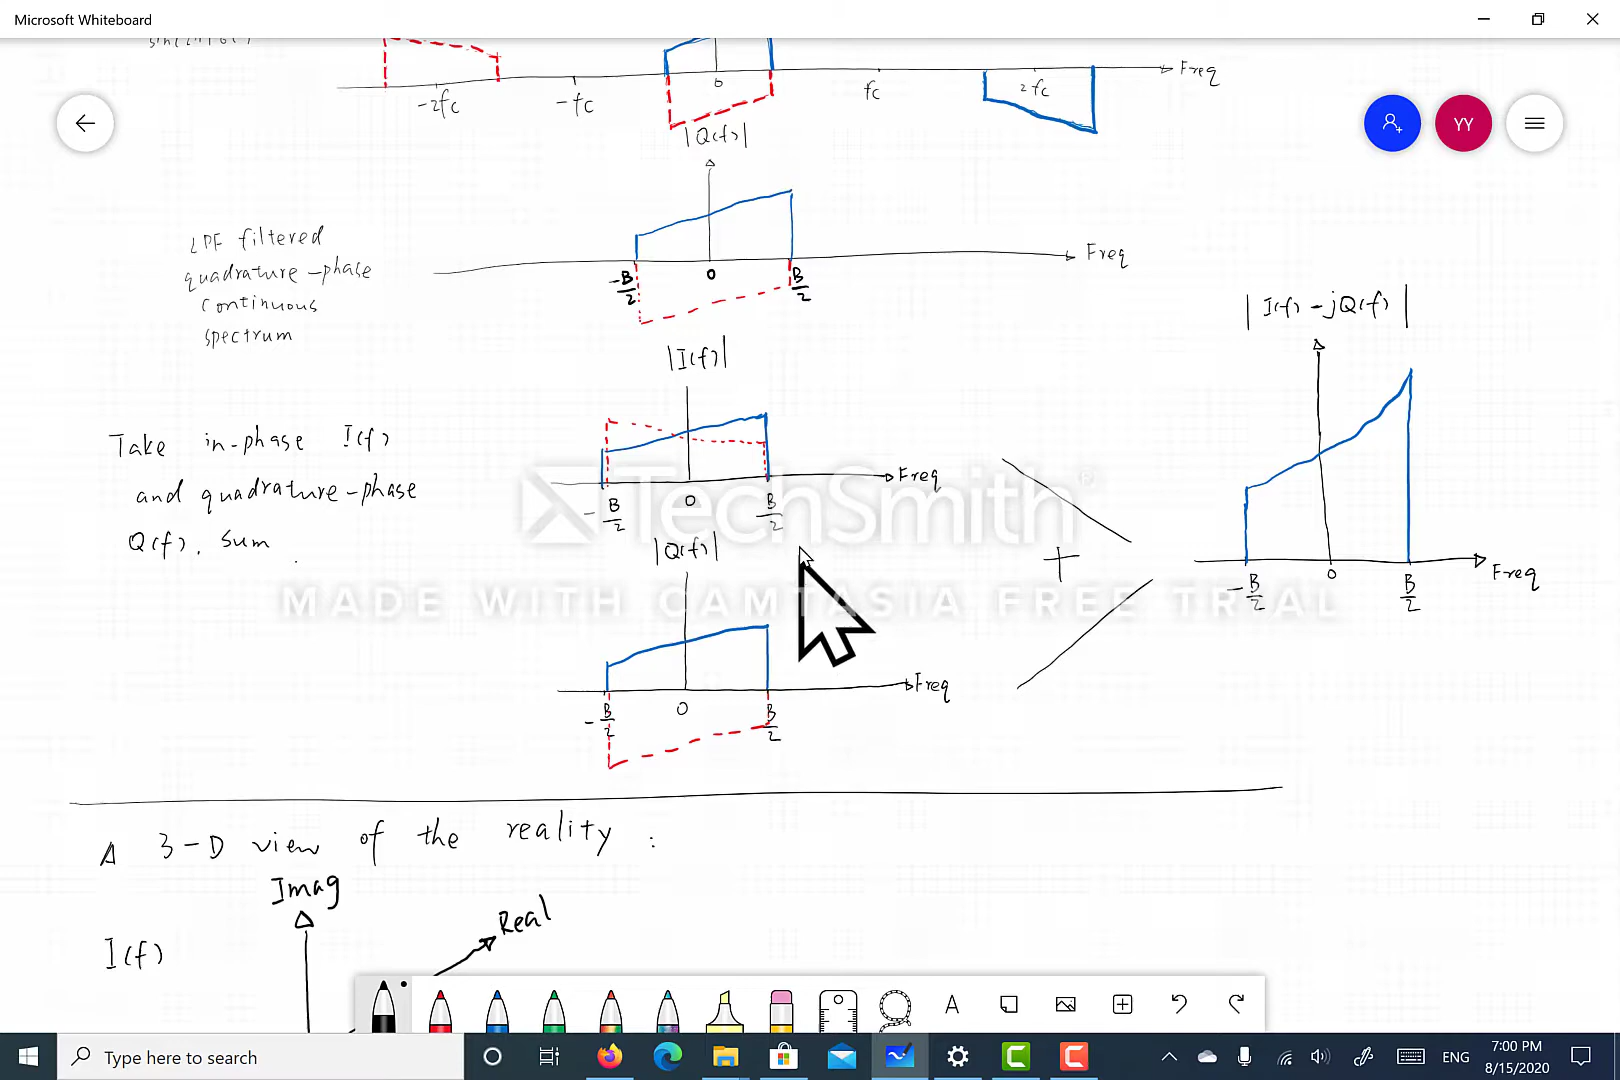 Microsoft Whiteboard
-2fc
-fc
0
fc
2fc
Freq
YY
|Q(f)|
LPF filtered
quadrature-phase
continuous
spectrum
-B/2
0
B/2
Freq
|I(f)|
Take in-phase I(f)
and quadrature-phase
Q(f). Sum
-B/2
0
B/2
Freq
|Q(f)|
-B/2
0
B/2
Freq
+
|I(f)-jQ(f)|
-B/2
0
B/2
Freq
TechSmith®
MADE WITH CAMTASIA FREE TRIAL
A 3-D view of the reality :
Imag
Real
I(f)
A
Type here to search
ENG
7:00 PM
8/15/2020